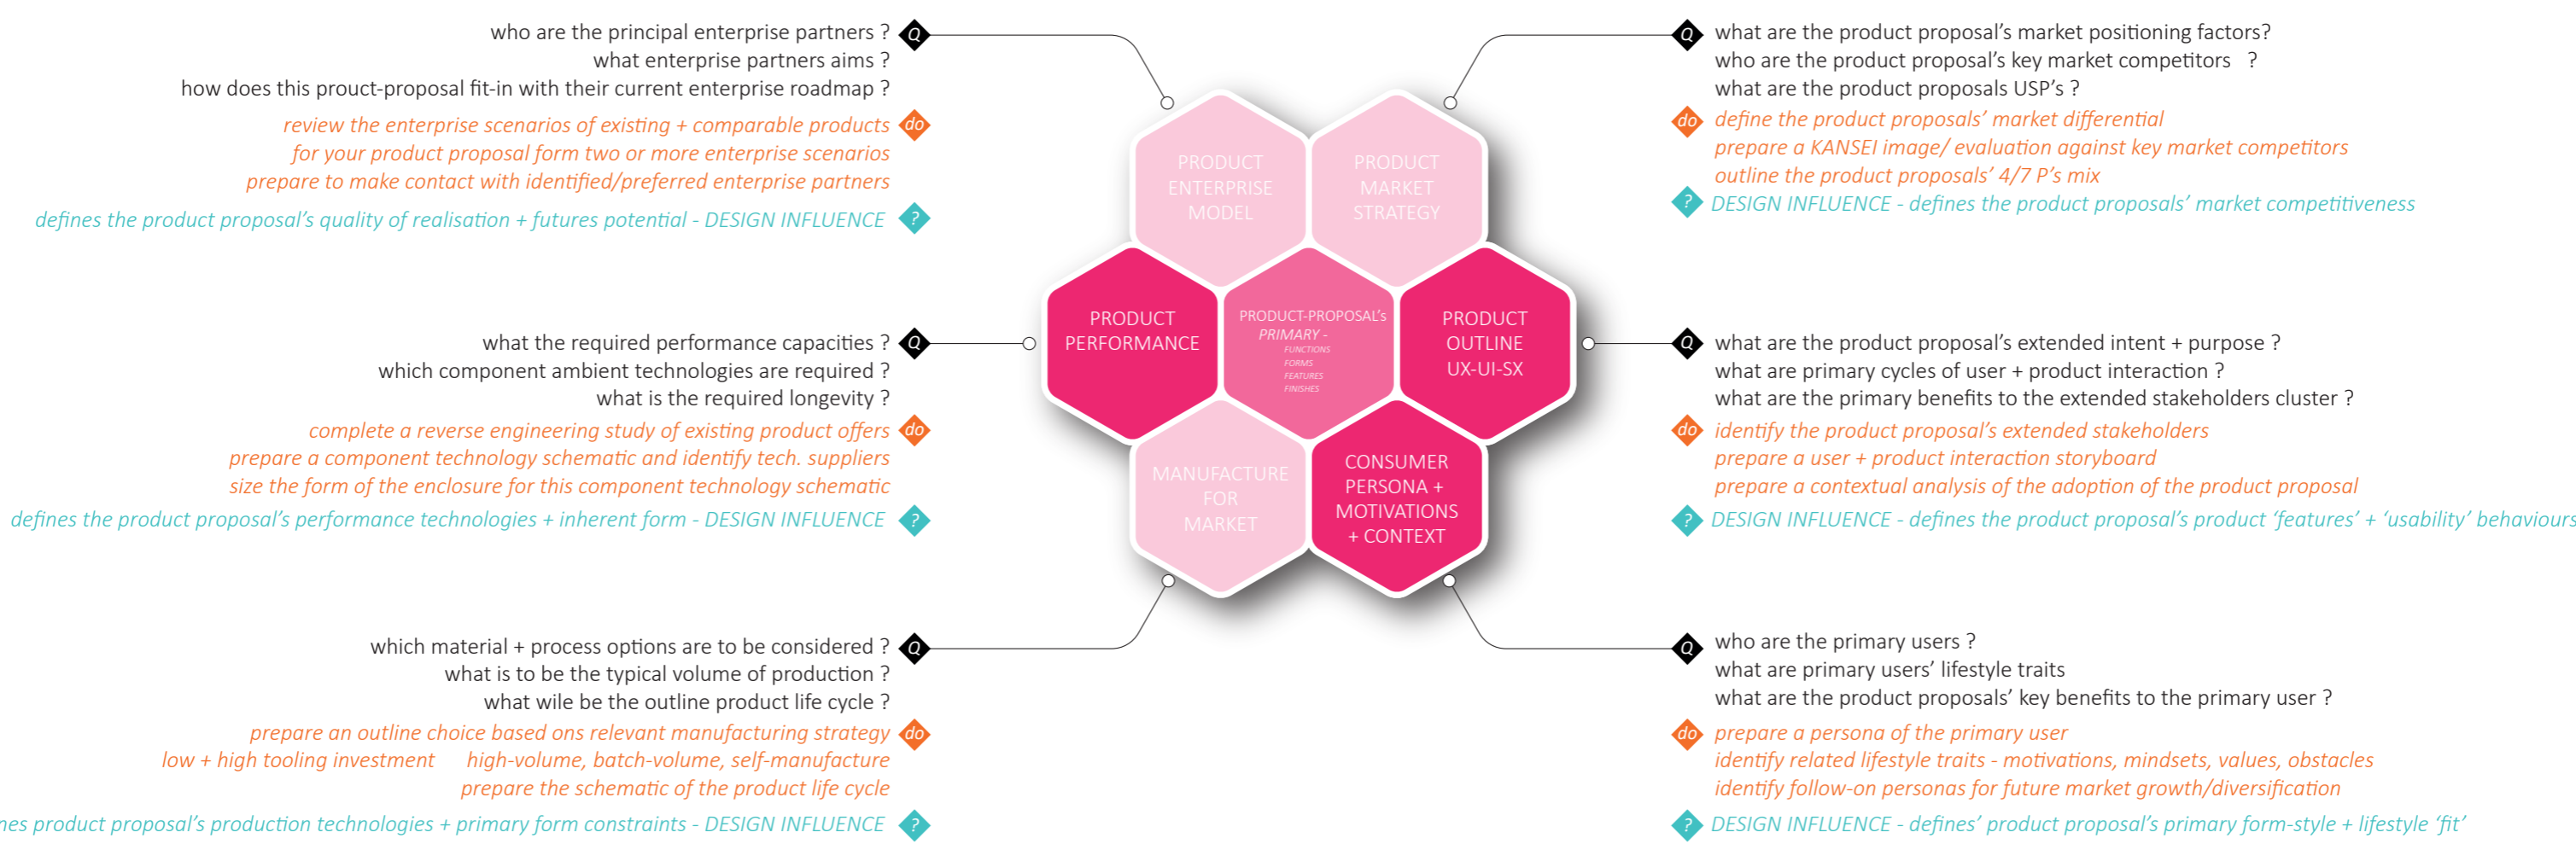 who are the principal enterprise partners ?
what enterprise partners aims ?
how does this prouct-proposal fit-in with their current enterprise roadmap ?
Q
review the enterprise scenarios of existing + comparable products
for your product proposal form two or more enterprise scenarios
prepare to make contact with identified/preferred enterprise partners
do
defines the product proposal's quality of realisation + futures potential - DESIGN INFLUENCE
?
Q
what are the product proposal's market positioning factors?
who are the product proposal's key market competitors ?
what are the product proposals USP's ?
do
define the product proposals' market differential
prepare a KANSEI image/ evaluation against key market competitors
outline the product proposals' 4/7 P's mix
?
DESIGN INFLUENCE - defines the product proposals' market competitiveness
PRODUCT
ENTERPRISE
MODEL
PRODUCT
MARKET
STRATEGY
PRODUCT
PERFORMANCE
PRODUCT-PROPOSAL's
PRIMARY -
FUNCTIONS
FORMS
FEATURES
FINISHES
PRODUCT
OUTLINE
UX-UI-SX
MANUFACTURE
FOR
MARKET
CONSUMER
PERSONA +
MOTIVATIONS
+ CONTEXT
what the required performance capacities ?
which component ambient technologies are required ?
what is the required longevity ?
Q
complete a reverse engineering study of existing product offers
prepare a component technology schematic and identify tech. suppliers
size the form of the enclosure for this component technology schematic
do
defines the product proposal's performance technologies + inherent form - DESIGN INFLUENCE
?
Q
what are the product proposal's extended intent + purpose ?
what are primary cycles of user + product interaction ?
what are the primary benefits to the extended stakeholders cluster ?
do
identify the product proposal's extended stakeholders
prepare a user + product interaction storyboard
prepare a contextual analysis of the adoption of the product proposal
?
DESIGN INFLUENCE - defines the product proposal's product 'features' + 'usability' behaviours
which material + process options are to be considered ?
what is to be the typical volume of production ?
what wile be the outline product life cycle ?
Q
prepare an outline choice based ons relevant manufacturing strategy
low + high tooling investment high-volume, batch-volume, self-manufacture
prepare the schematic of the product life cycle
do
product proposal's production technologies + primary form constraints - DESIGN INFLUENCE
?
Q
who are the primary users ?
what are primary users' lifestyle traits
what are the product proposals' key benefits to the primary user ?
do
prepare a persona of the primary user
identify related lifestyle traits - motivations, mindsets, values, obstacles
identify follow-on personas for future market growth/diversification
?
DESIGN INFLUENCE - defines' product proposal's primary form-style + lifestyle 'fit'